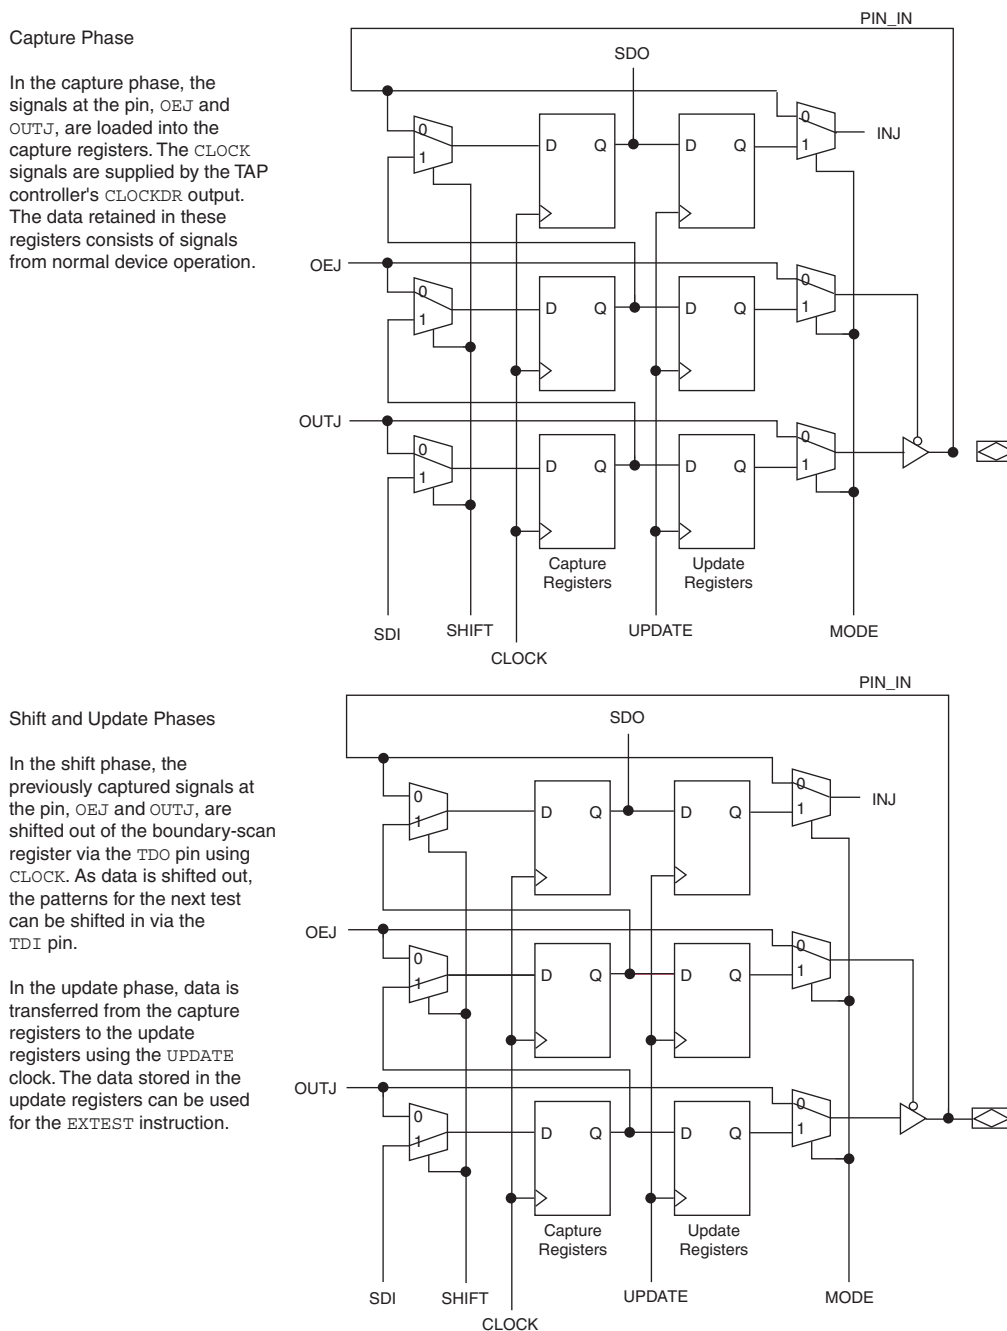 Capture Phase
In the capture phase, the
signals at the pin, OEJ and
OUTJ, are loaded into the
capture registers. The CLOCK
signals are supplied by the TAP
controller's CLOCKDR output.
The data retained in these
registers consists of signals
from normal device operation.
PIN_IN
SDO
0
1
D Q
D Q
0
1
INJ
OEJ
0
1
D Q
D Q
0
1
OUTJ
0
1
D Q
D Q
0
1
Capture
Registers
Update
Registers
SDI
SHIFT
CLOCK
UPDATE
MODE
Shift and Update Phases
In the shift phase, the
previously captured signals at
the pin, OEJ and OUTJ, are
shifted out of the boundary-scan
register via the TDO pin using
CLOCK. As data is shifted out,
the patterns for the next test
can be shifted in via the
TDI pin.
In the update phase, data is
transferred from the capture
registers to the update
registers using the UPDATE
clock. The data stored in the
update registers can be used
for the EXTEST instruction.
PIN_IN
SDO
0
1
D Q
D Q
0
1
INJ
OEJ
0
1
D Q
D Q
0
1
OUTJ
0
1
D Q
D Q
0
1
Capture
Registers
Update
Registers
SDI
SHIFT
CLOCK
UPDATE
MODE